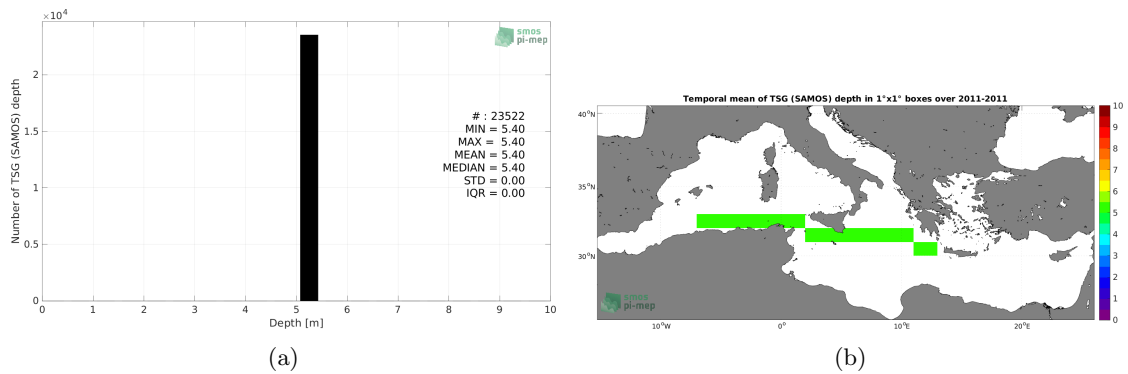 ×10⁴
smos
pi-mep
2
1.5
1
0.5
0
Number of TSG (SAMOS) depth
# : 23522
MIN = 5.40
MAX = 5.40
MEAN = 5.40
MEDIAN = 5.40
STD = 0.00
IQR = 0.00
0 1 2 3 4 5 6 7 8 9 10
Depth [m]
(a)
Temporal mean of TSG (SAMOS) depth in 1°x1° boxes over 2011-2011
40°N
35°N
30°N
smos
pi-mep
10°W 0° 10°E 20°E
10
9
8
7
6
5
4
3
2
1
0
(b)